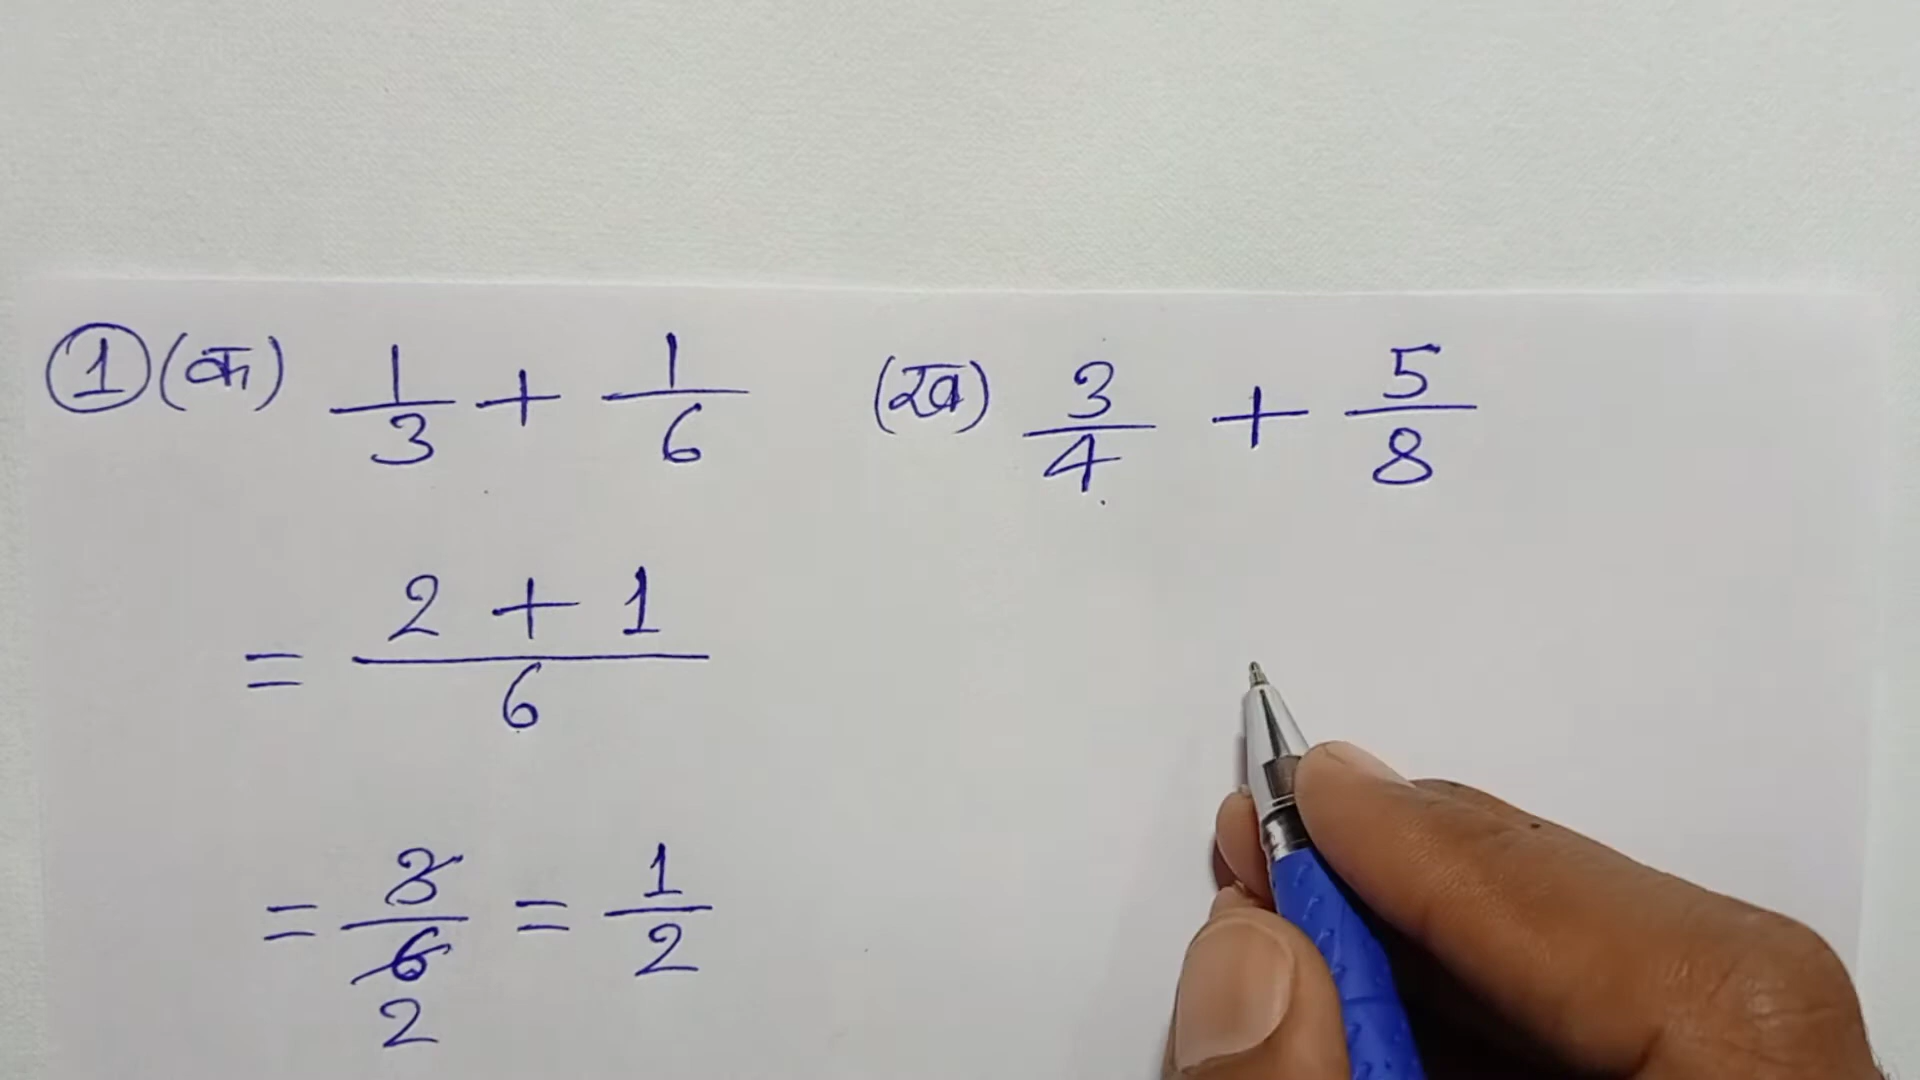 ① (क) 1/3 + 1/6
= (2 + 1)/6
= 3/6 = 1/2
2
(ख) 3/4 + 5/8